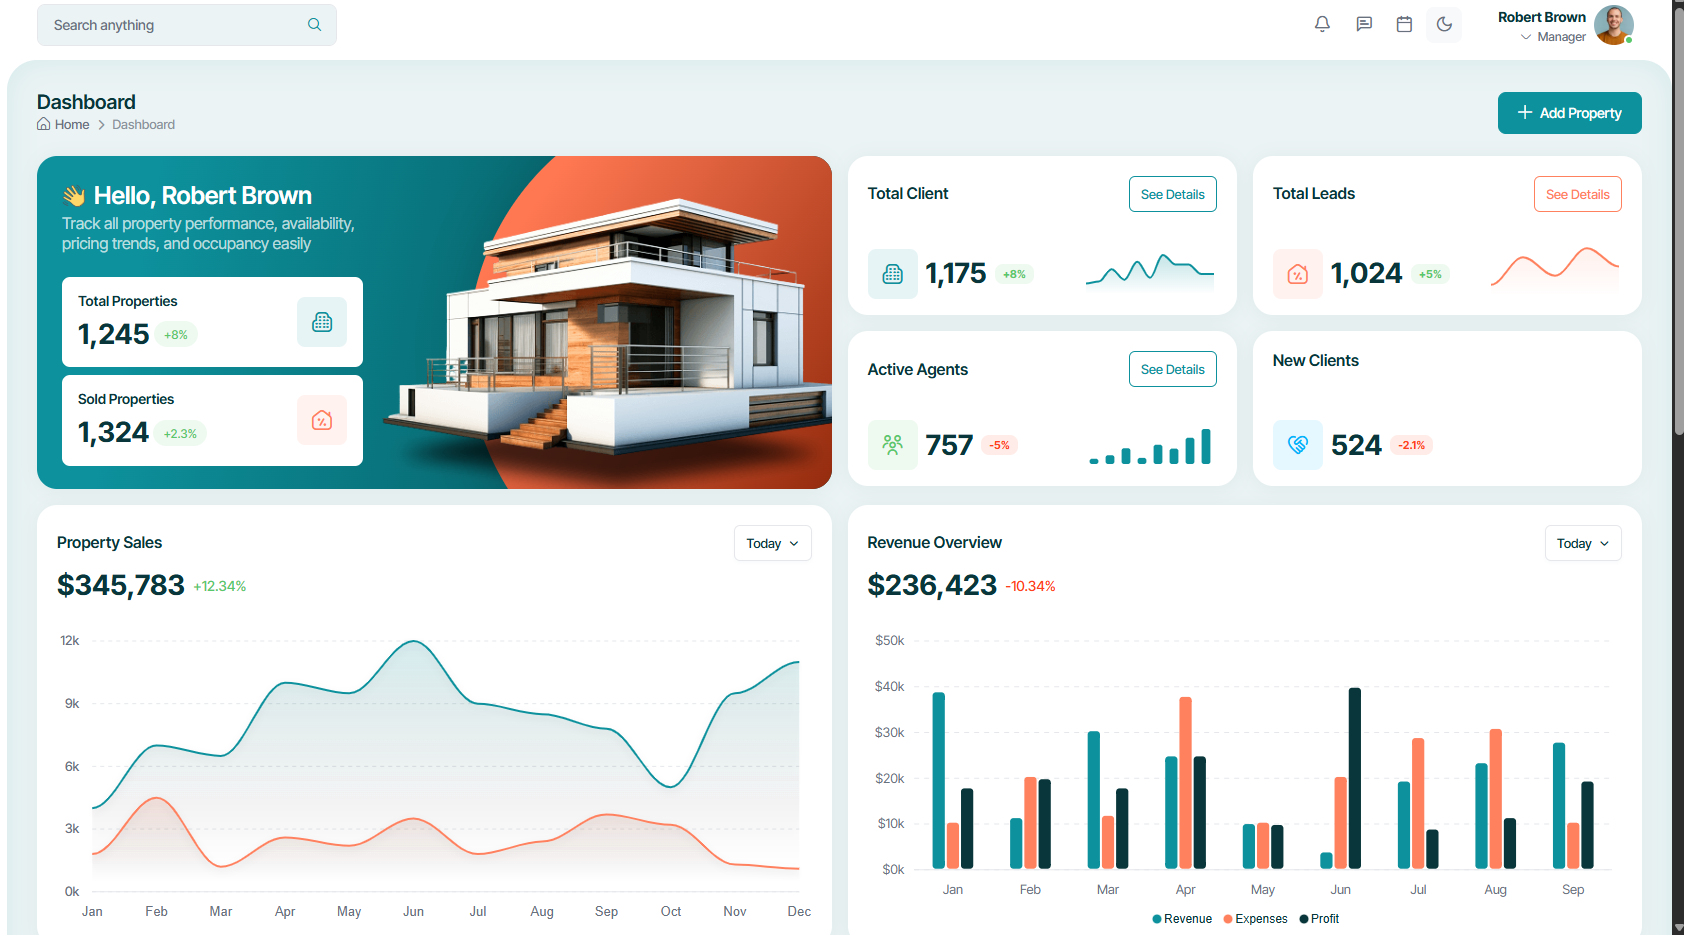 Search anything
Robert Brown
Manager
Dashboard
Home
Dashboard
Add Property
👋 Hello, Robert Brown
Track all property performance, availability,
pricing trends, and occupancy easily
Total Properties
1,245 +8%
Sold Properties
1,324 +2.3%
Total Client
See Details
1,175 +8%
Total Leads
See Details
1,024 +5%
Active Agents
See Details
757 -5%
New Clients
524 -2.1%
Property Sales
Today
$345,783 +12.34%
12k
9k
6k
3k
0k
Jan Feb Mar Apr May Jun Jul Aug Sep Oct Nov Dec
Revenue Overview
Today
$236,423 -10.34%
$50k
$40k
$30k
$20k
$10k
$0k
Jan Feb Mar Apr May Jun Jul Aug Sep
Revenue Expenses Profit